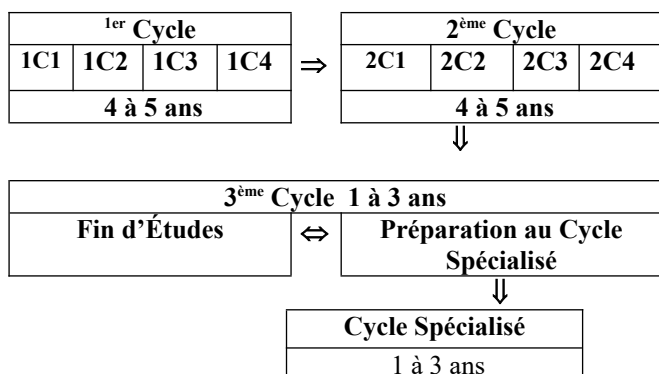 1er Cycle
1C1 1C2 1C3 1C4
4 à 5 ans
⇒
2ème Cycle
2C1 2C2 2C3 2C4
4 à 5 ans
⇓
3ème Cycle 1 à 3 ans
Fin d’Études ⇔ Préparation au Cycle
Spécialisé
⇓
Cycle Spécialisé
1 à 3 ans